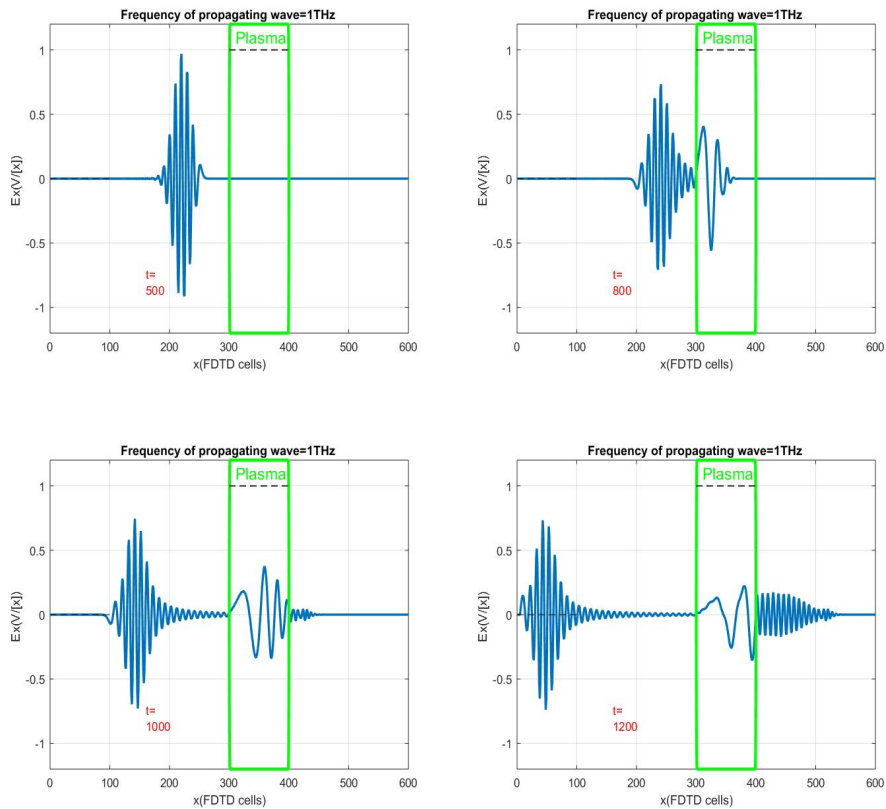 Frequency of propagating wave=1THz
Plasma
1
0.5
0
-0.5
-1
Ex(V/[x])
t=
500
0 100 200 300 400 500 600
x(FDTD cells)
Frequency of propagating wave=1THz
Plasma
1
0.5
0
-0.5
-1
Ex(V/[x])
t=
800
0 100 200 300 400 500 600
x(FDTD cells)
Frequency of propagating wave=1THz
Plasma
1
0.5
0
-0.5
-1
Ex(V/[x])
t=
1000
0 100 200 300 400 500 600
x(FDTD cells)
Frequency of propagating wave=1THz
Plasma
1
0.5
0
-0.5
-1
Ex(V/[x])
t=
1200
0 100 200 300 400 500 600
x(FDTD cells)